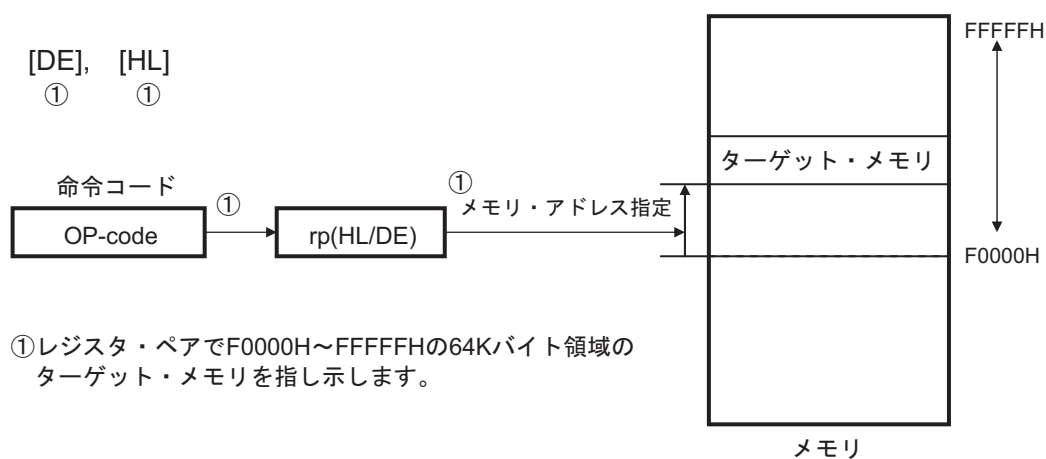 [DE], [HL]
① ①
命令コード
OP-code
①
rp(HL/DE)
①
メモリ・アドレス指定
ターゲット・メモリ
FFFFFH
F0000H
メモリ
①レジスタ・ペアでF0000H～FFFFFHの64Kバイト領域の
ターゲット・メモリを指し示します。